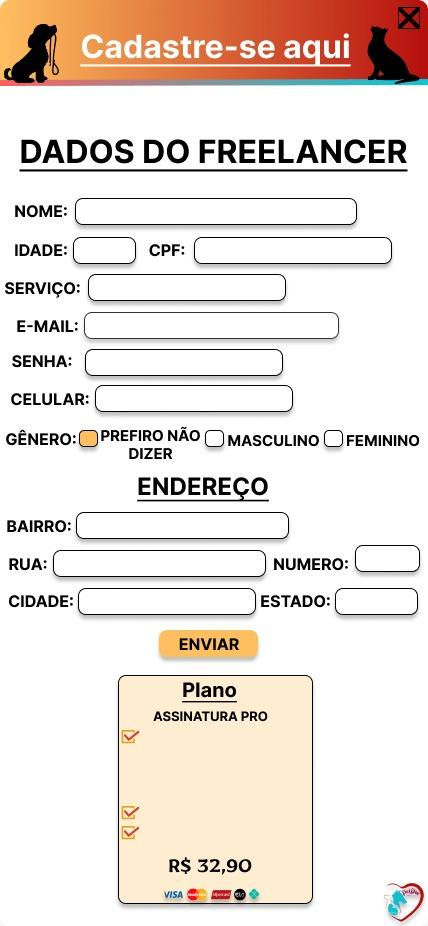 Cadastre-se aqui
DADOS DO FREELANCER
NOME:
IDADE: CPF:
SERVIÇO:
E-MAIL:
SENHA:
CELULAR:
GÊNERO: PREFIRO NÃO DIZER MASCULINO FEMININO
ENDEREÇO
BAIRRO:
RUA: NUMERO:
CIDADE: ESTADO:
ENVIAR
Plano
ASSINATURA PRO
R$ 32,90
VISA